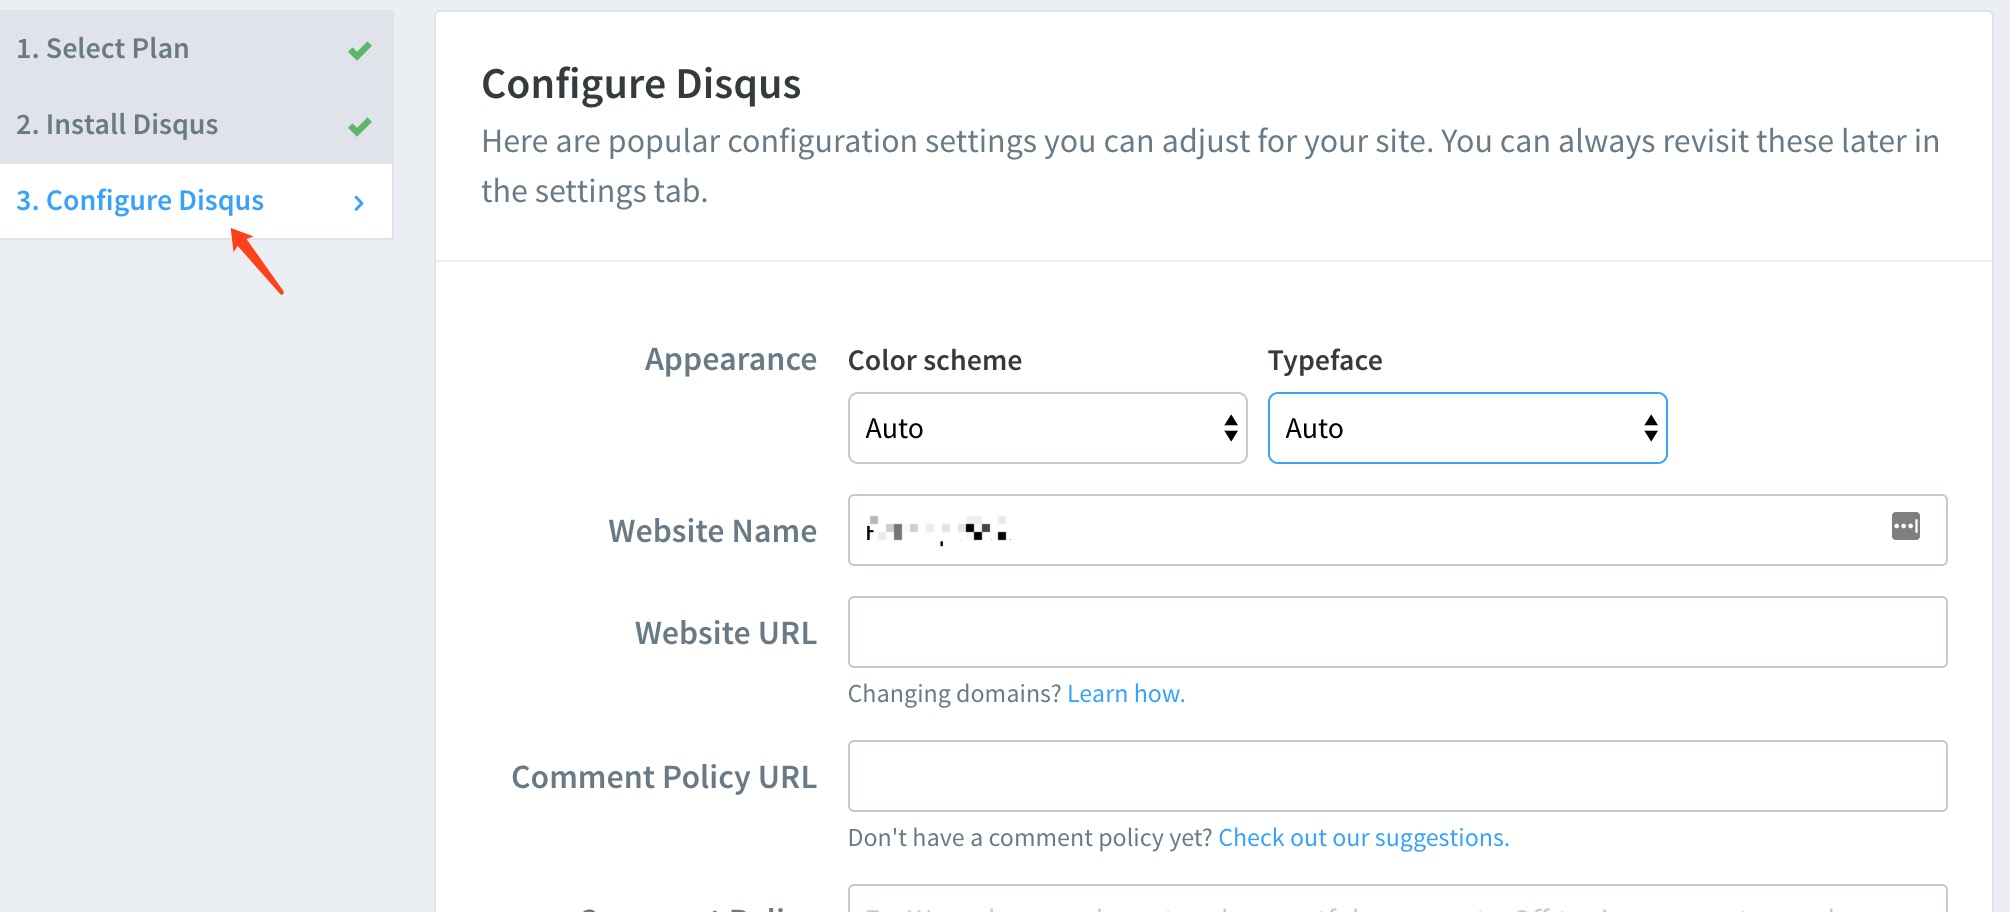 1. Select Plan
2. Install Disqus
3. Configure Disqus
Configure Disqus
Here are popular configuration settings you can adjust for your site. You can always revisit these later in
the settings tab.
Appearance
Color scheme
Typeface
Auto
Auto
Website Name
Website URL
Changing domains? Learn how.
Comment Policy URL
Don't have a comment policy yet? Check out our suggestions.